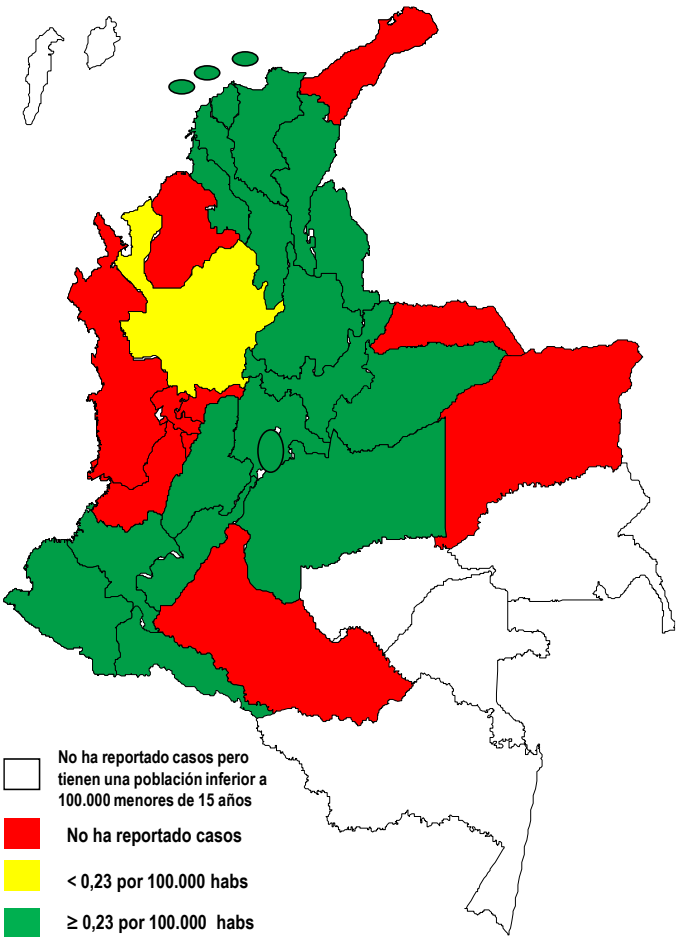 No ha reportado casos pero
tienen una población inferior a
100.000 menores de 15 años
No ha reportado casos
< 0,23 por 100.000 habs
≥ 0,23 por 100.000 habs